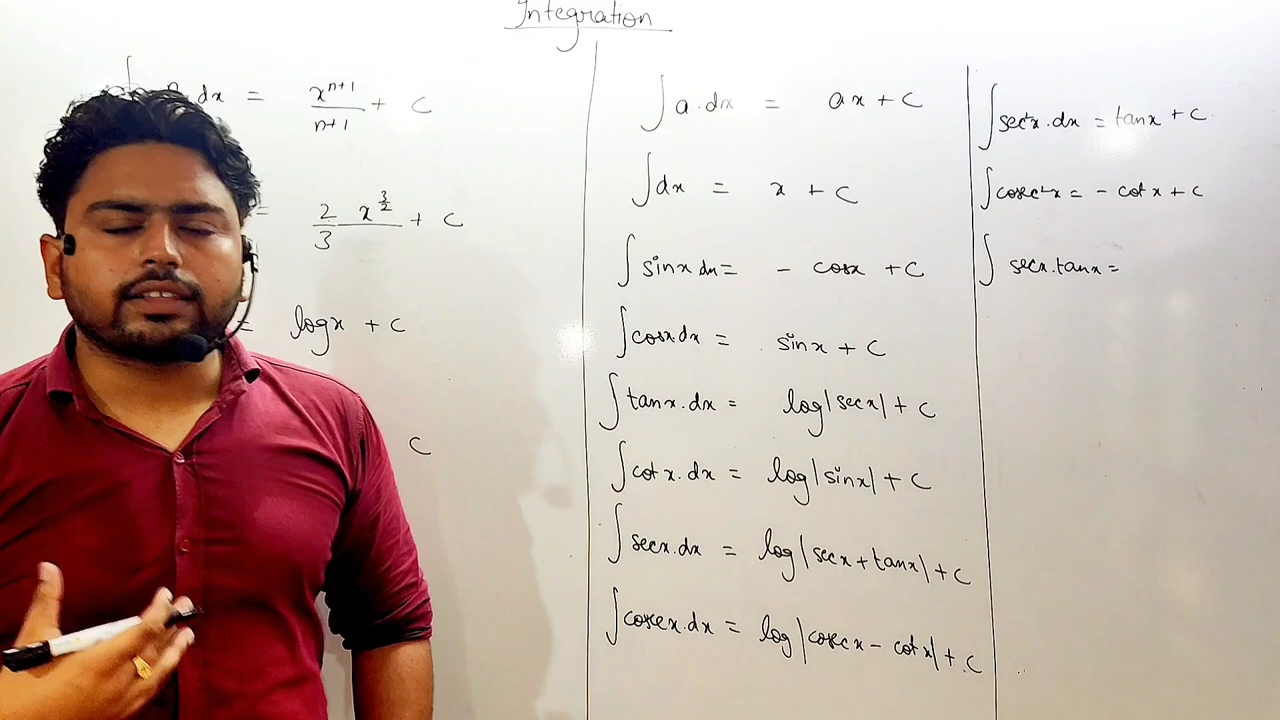 Integration
dx = x^{n+1}/n+1 + C
= 2/3 x^{3/2} + C
= logx + C
C
∫a.dx = ax + C
∫dx = x + C
∫sinx dx = - cosx + C
∫cosx.dx = sinx + C
∫tanx.dx = log|secx| + C
∫cotx.dx = log|sinx| + C
∫secx.dx = log|secx + tanx| + C
∫cosecx.dx = log|cosecx - cotx| + C
∫sec²x.dx = tanx + C
∫cosec²x = - cotx + C
∫secx.tanx =